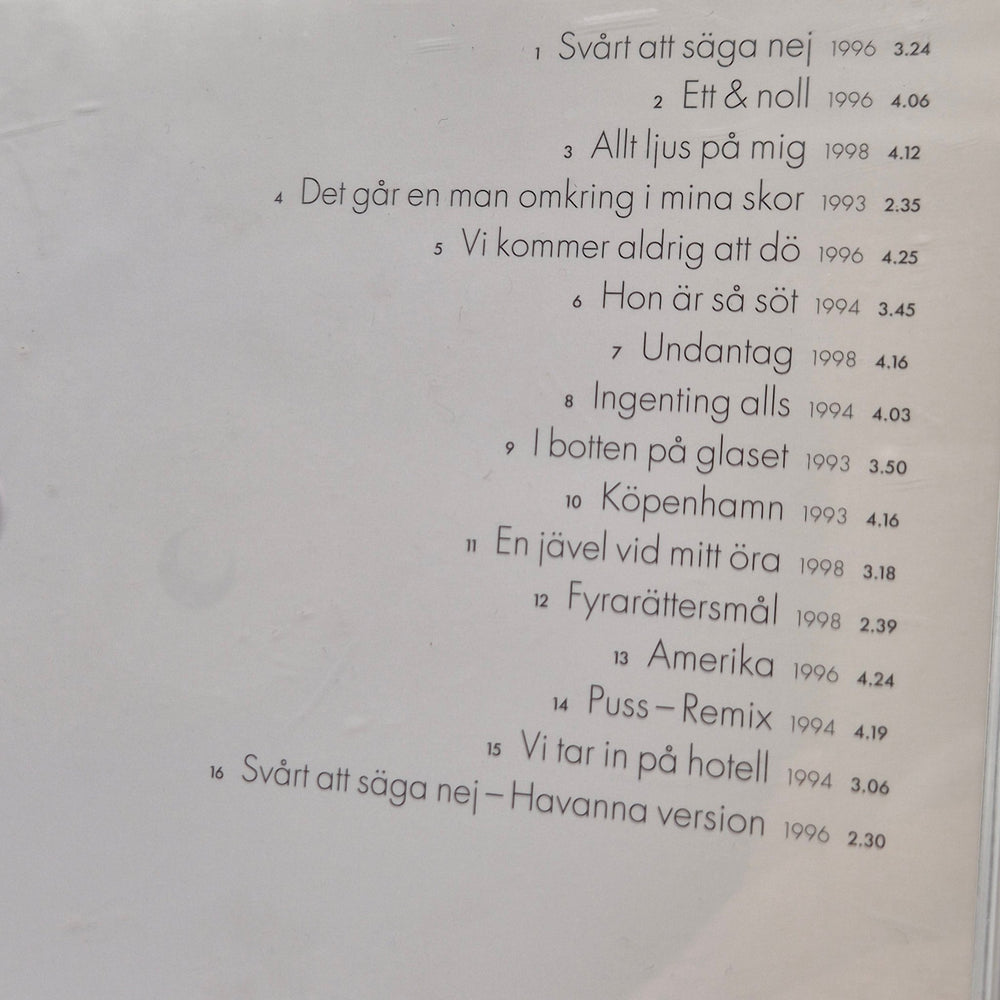 1 Svårt att säga nej 1996 3.24
2 Ett & noll 1996 4.06
3 Allt ljus på mig 1998 4.12
4 Det går en man omkring i mina skor 1993 2.35
5 Vi kommer aldrig att dö 1996 4.25
6 Hon är så söt 1994 3.45
7 Undantag 1998 4.16
8 Ingenting alls 1994 4.03
9 I botten på glaset 1993 3.50
10 Köpenhamn 1993 4.16
11 En jävel vid mitt öra 1998 3.18
12 Fyrarättersmål 1998 2.39
13 Amerika 1996 4.24
14 Puss – Remix 1994 4.19
15 Vi tar in på hotell 1994 3.06
16 Svårt att säga nej – Havanna version 1996 2.30